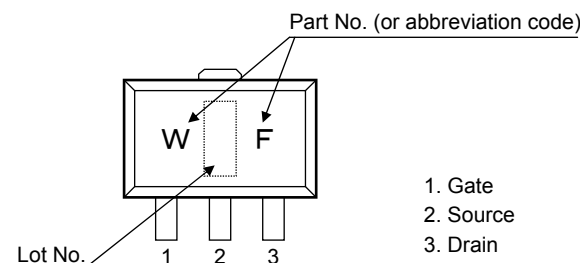 Part No. (or abbreviation code)
W F
1. Gate
2. Source
3. Drain
Lot No.
1 2 3